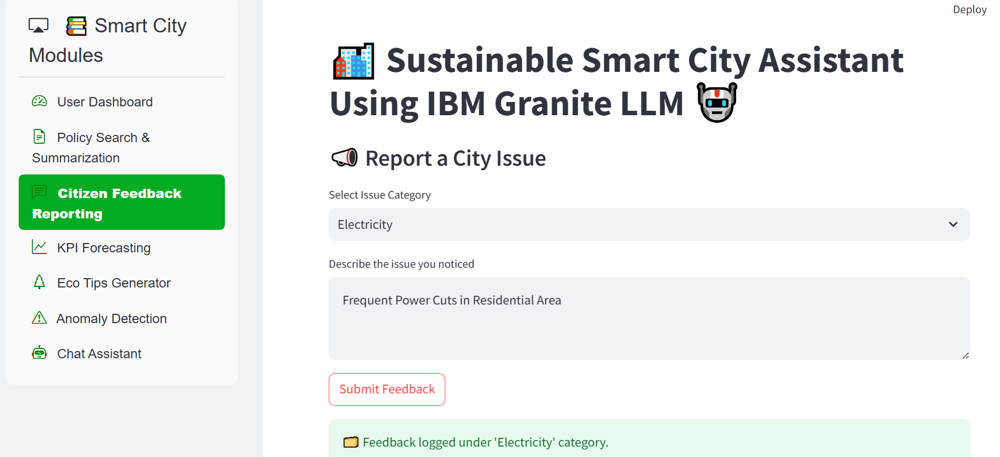 Smart City
Modules
User Dashboard
Policy Search &
Summarization
Citizen Feedback
Reporting
KPI Forecasting
Eco Tips Generator
Anomaly Detection
Chat Assistant
Deploy
Sustainable Smart City Assistant
Using IBM Granite LLM
Report a City Issue
Select Issue Category
Electricity
Describe the issue you noticed
Frequent Power Cuts in Residential Area
Submit Feedback
Feedback logged under 'Electricity' category.